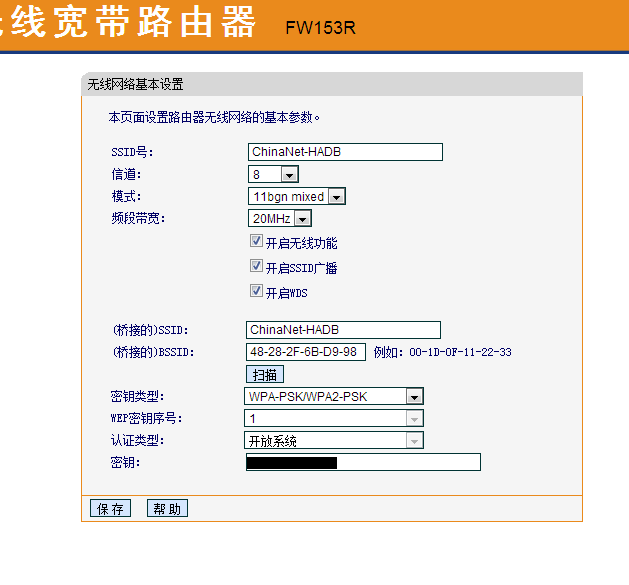 线宽带路由器 FW153R
无线网络基本设置
本页面设置路由器无线网络的基本参数。
SSID号: ChinaNet-HADB
信道: 8
模式: 11bgn mixed
频段带宽: 20MHz
开启无线功能
开启SSID广播
开启WDS
(桥接的)SSID: ChinaNet-HADB
(桥接的)BSSID: 48-28-2F-6B-D9-98 例如: 00-1D-0F-11-22-33
扫描
密钥类型: WPA-PSK/WPA2-PSK
WEP密钥序号: 1
认证类型: 开放系统
密钥:
保存 帮助